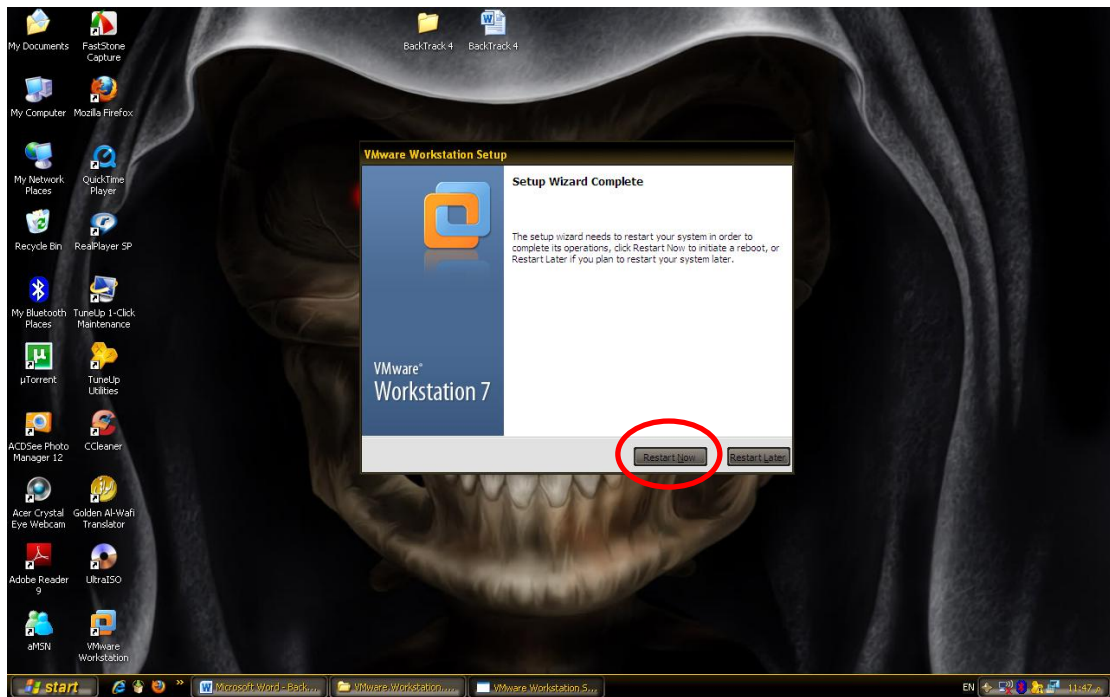 My Documents
FastStone
Capture
BackTrack 4
BackTrack 4
My Computer
Mozilla Firefox
My Network
Places
QuickTime
Player
Recycle Bin
RealPlayer SP
My Bluetooth
Places
TuneUp 1-Click
Maintenance
µTorrent
TuneUp
Utilities
ACDSee Photo
Manager 12
CCleaner
Acer Crystal
Eye Webcam
Golden Al-Wafi
Translator
Adobe Reader
9
UltraISO
aMSN
VMware
Workstation
VMware Workstation Setup
Setup Wizard Complete
The setup wizard needs to restart your system in order to
complete its operations, click Restart Now to initiate a reboot, or
Restart Later if you plan to restart your system later.
VMware®
Workstation 7
Restart Now
Restart Later
start
Microsoft Word - Back...
VMware.Workstation....
VMware Workstation S...
EN
11:47